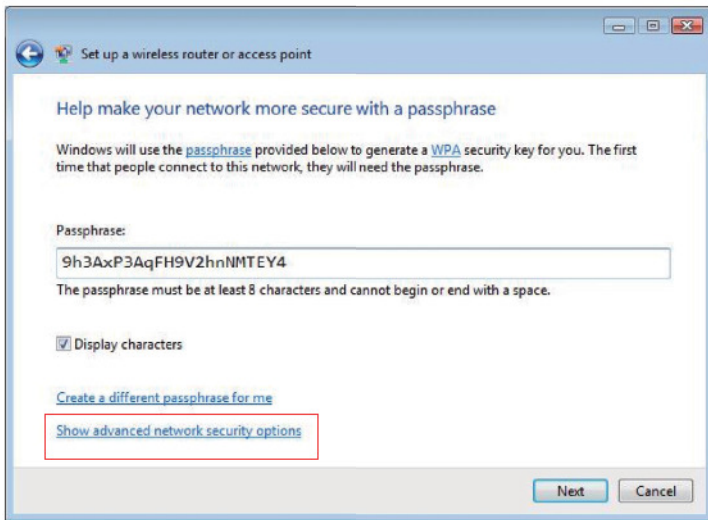 Set up a wireless router or access point
Help make your network more secure with a passphrase
Windows will use the passphrase provided below to generate a WPA security key for you. The first
time that people connect to this network, they will need the passphrase.
Passphrase:
9h3AxP3AqFH9V2hnNMTEY4
The passphrase must be at least 8 characters and cannot begin or end with a space.
Display characters
Create a different passphrase for me
Show advanced network security options
Next Cancel